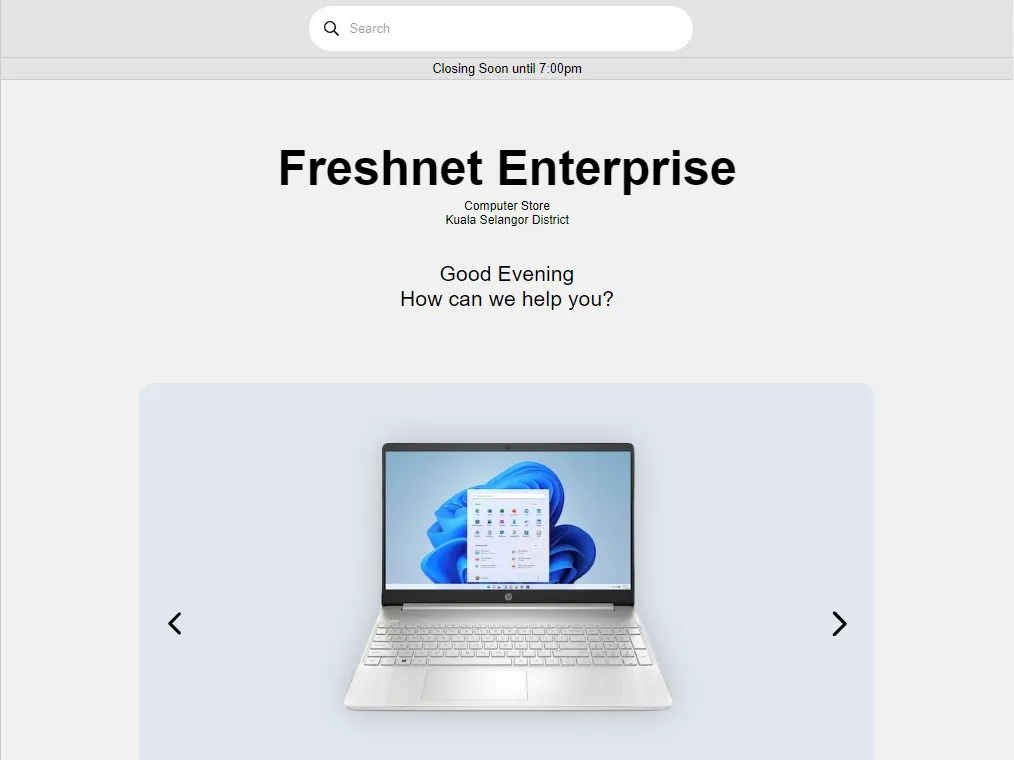 Search
Closing Soon until 7:00pm
Freshnet Enterprise
Computer Store
Kuala Selangor District
Good Evening
How can we help you?
hp